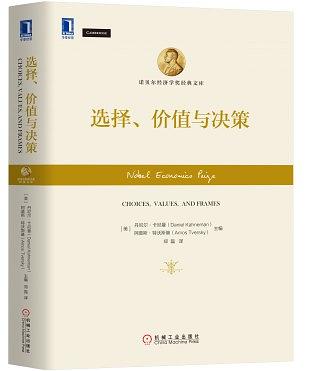 华章经管
CAMBRIDGE
诺贝尔经济学奖经典文库
选择、价值与决策
Nobel Economics Prize
CHOICES, VALUES, AND FRAMES
[美] 丹尼尔·卡尼曼 (Daniel Kahneman)
阿莫斯·特沃斯基 (Amos Tversky) 主编
郑磊 译
机械工业出版社
China Machine Press
选择、价值与决策
CHOICES, VALUES, AND FRAMES
[美]
丹尼尔·卡尼曼 (Daniel Kahneman)
阿莫斯·特沃斯基 (Amos Tversky)
主编
郑磊 译
机械工业出版社